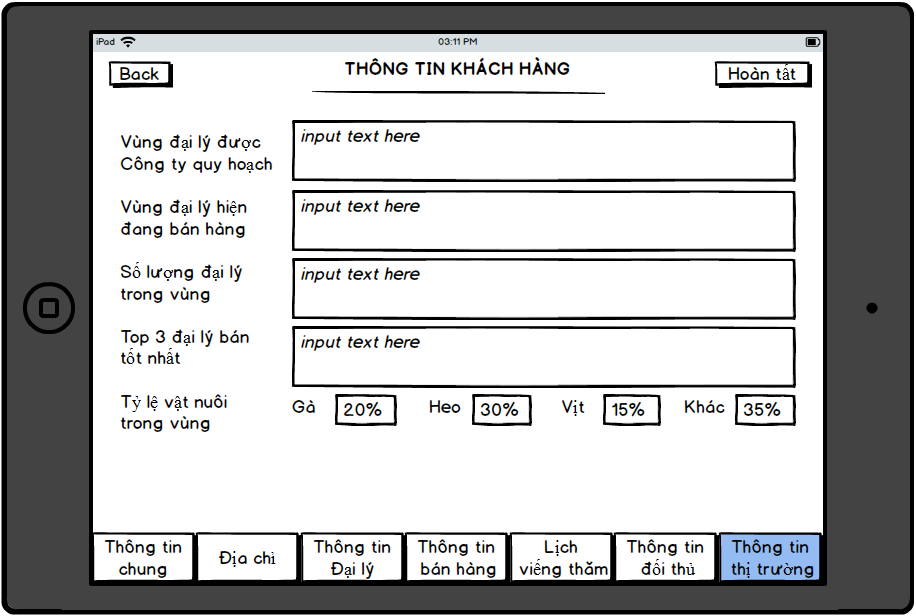 iPad 03:11 PM
Back THÔNG TIN KHÁCH HÀNG Hoàn tất
Vùng đại lý được
Công ty quy hoạch
input text here
Vùng đại lý hiện
đang bán hàng
input text here
Số lượng đại lý
trong vùng
input text here
Top 3 đại lý bán
tốt nhất
input text here
Tỷ lệ vật nuôi
trong vùng
Gà 20% Heo 30% Vịt 15% Khác 35%
Thông tin
chung
Địa chỉ
Thông tin
Đại lý
Thông tin
bán hàng
Lịch
viếng thăm
Thông tin
đối thủ
Thông tin
thị trường